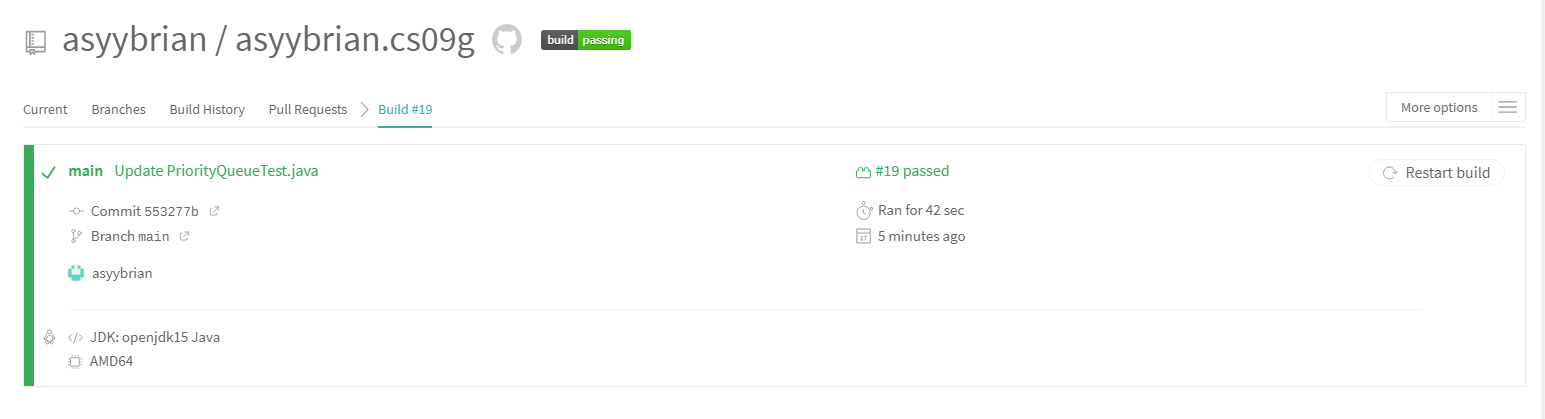 asyybrian / asyybrian.cs09g build passing
Current Branches Build History Pull Requests Build #19 More options
main Update PriorityQueueTest.java #19 passed Restart build
Commit 553277b Ran for 42 sec
Branch main 5 minutes ago
asyybrian
</> JDK: openjdk15 Java
AMD64